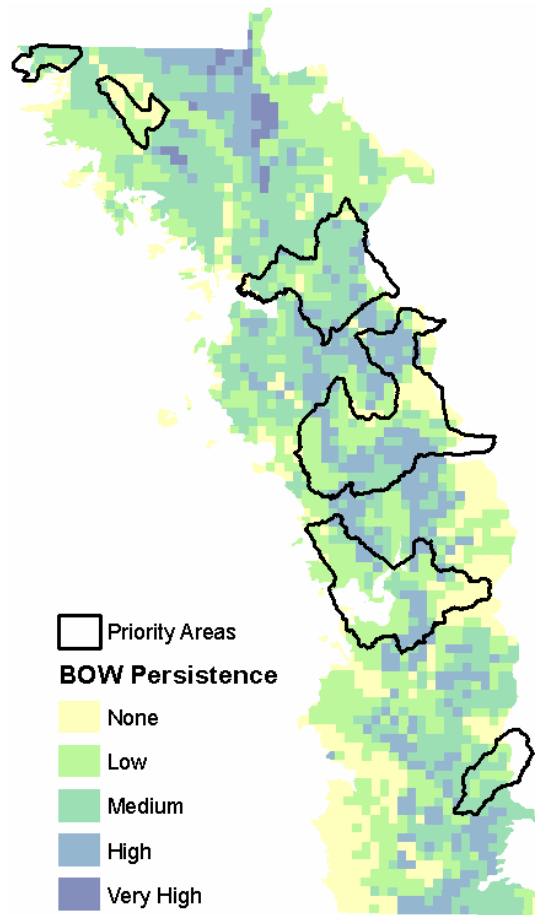 Priority Areas
BOW Persistence
None
Low
Medium
High
Very High